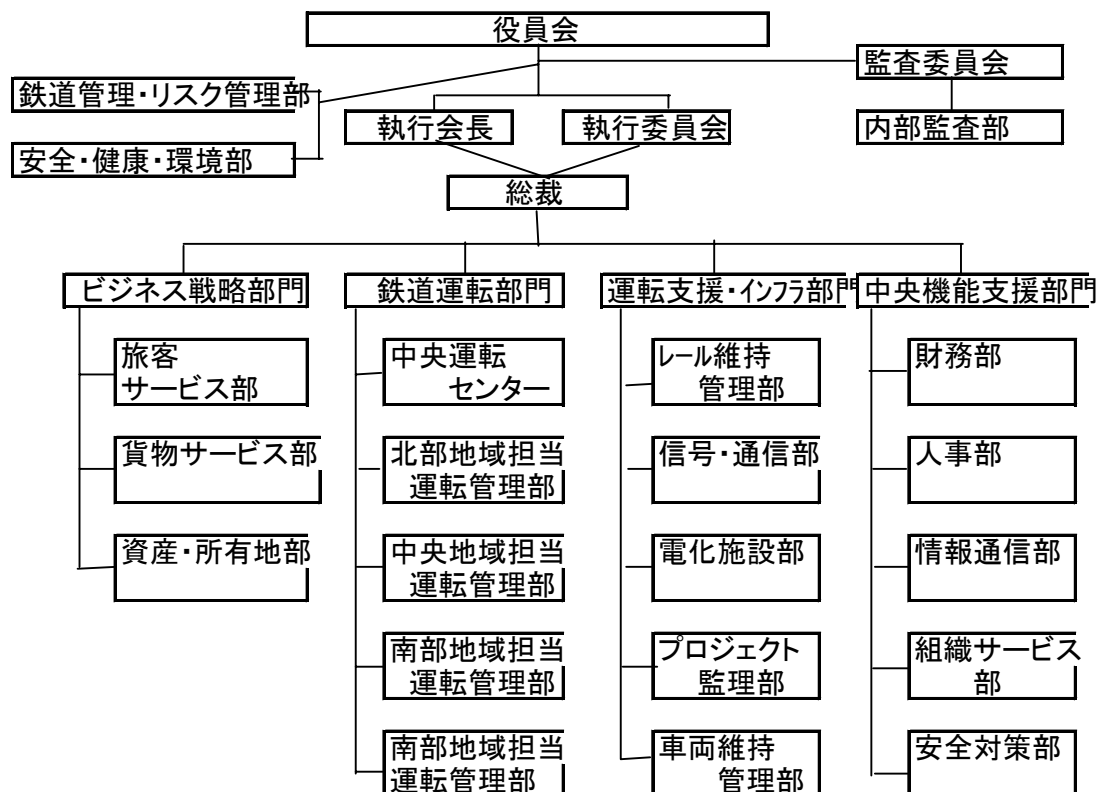 役員会
監査委員会
鉄道管理・リスク管理部
執行会長
執行委員会
内部監査部
安全・健康・環境部
総裁
ビジネス戦略部門
鉄道運転部門
運転支援・インフラ部門
中央機能支援部門
旅客
サービス部
中央運転
センター
レール維持
管理部
財務部
貨物サービス部
北部地域担当
運転管理部
信号・通信部
人事部
資産・所有地部
中央地域担当
運転管理部
電化施設部
情報通信部
南部地域担当
運転管理部
プロジェクト
監理部
組織サービス
部
南部地域担当
運転管理部
車両維持
管理部
安全対策部